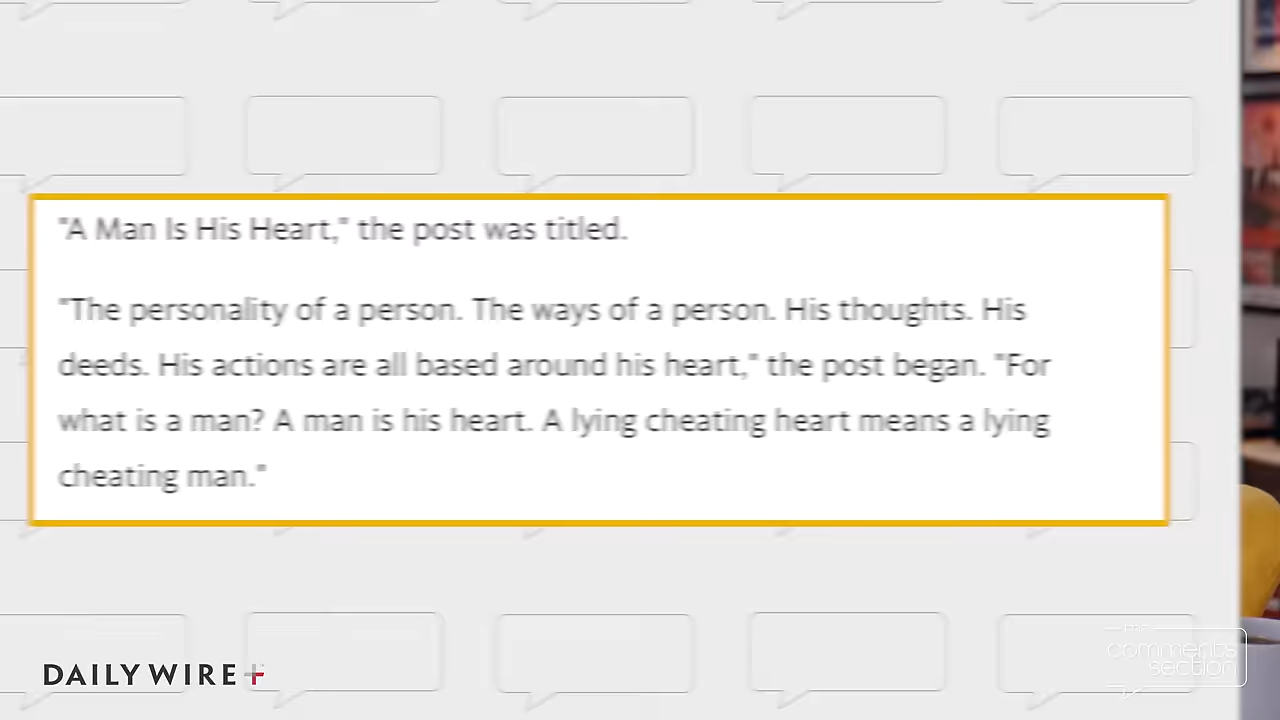 "A Man Is His Heart," the post was titled.
"The personality of a person. The ways of a person. His thoughts. His
deeds. His actions are all based around his heart," the post began. "For
what is a man? A man is his heart. A lying cheating heart means a lying
cheating man."
DAILYWIRE+
the
comments
section